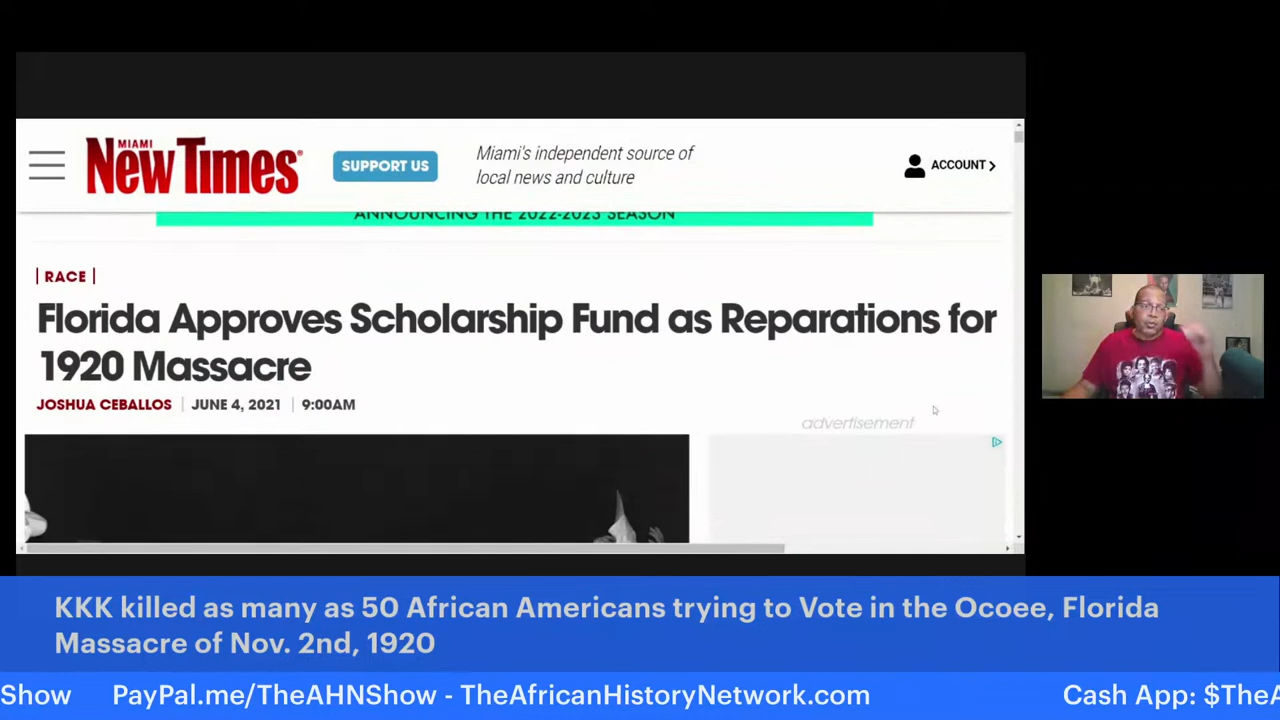 MIAMI
New Times
SUPPORT US
Miami's independent source of
local news and culture
ACCOUNT
ANNOUNCING THE 2022-2023 SEASON
RACE
Florida Approves Scholarship Fund as Reparations for
1920 Massacre
JOSHUA CEBALLOS | JUNE 4, 2021 | 9:00AM
advertisement
KKK killed as many as 50 African Americans trying to Vote in the Ocoee, Florida
Massacre of Nov. 2nd, 1920
Show PayPal.me/TheAHNShow - TheAfricanHistoryNetwork.com Cash App: $TheA